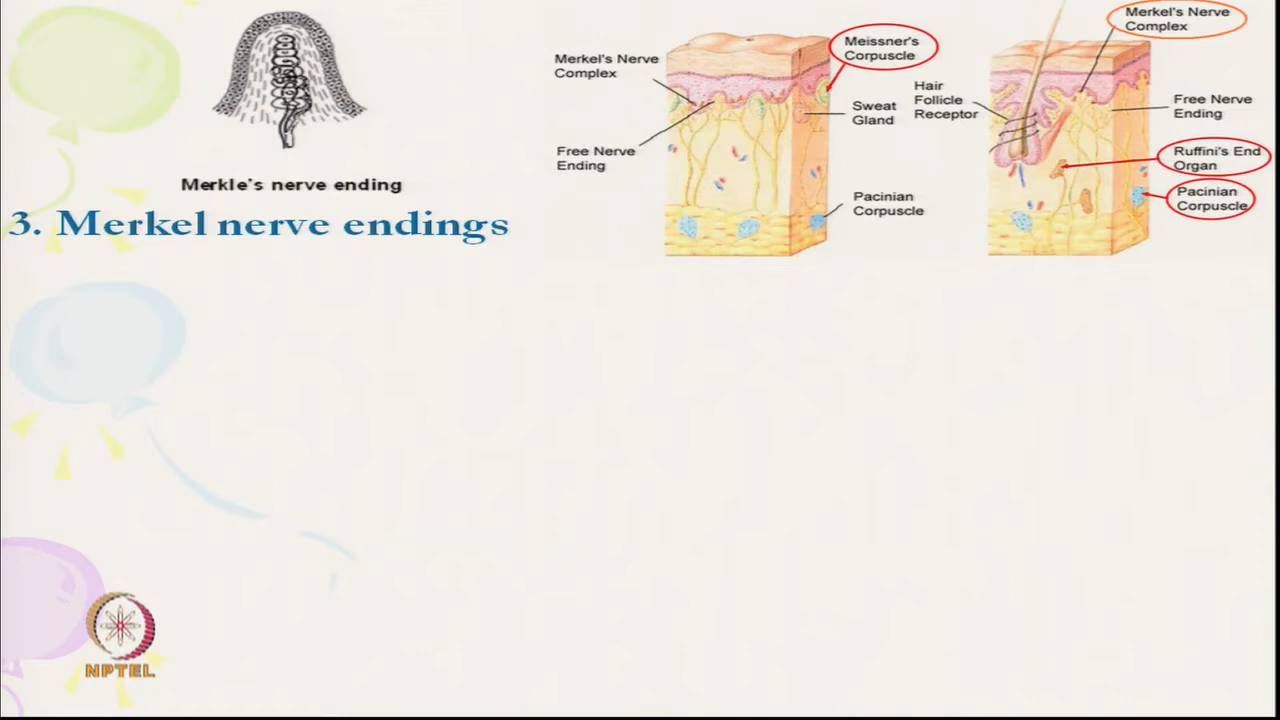 Merkle's nerve ending
3. Merkel nerve endings
Merkel's Nerve
Complex
Free Nerve
Ending
Meissner's
Corpuscle
Sweat
Gland
Pacinian
Corpuscle
Hair
Follicle
Receptor
Merkel's Nerve
Complex
Free Nerve
Ending
Ruffini's End
Organ
Pacinian
Corpuscle
NPTEL